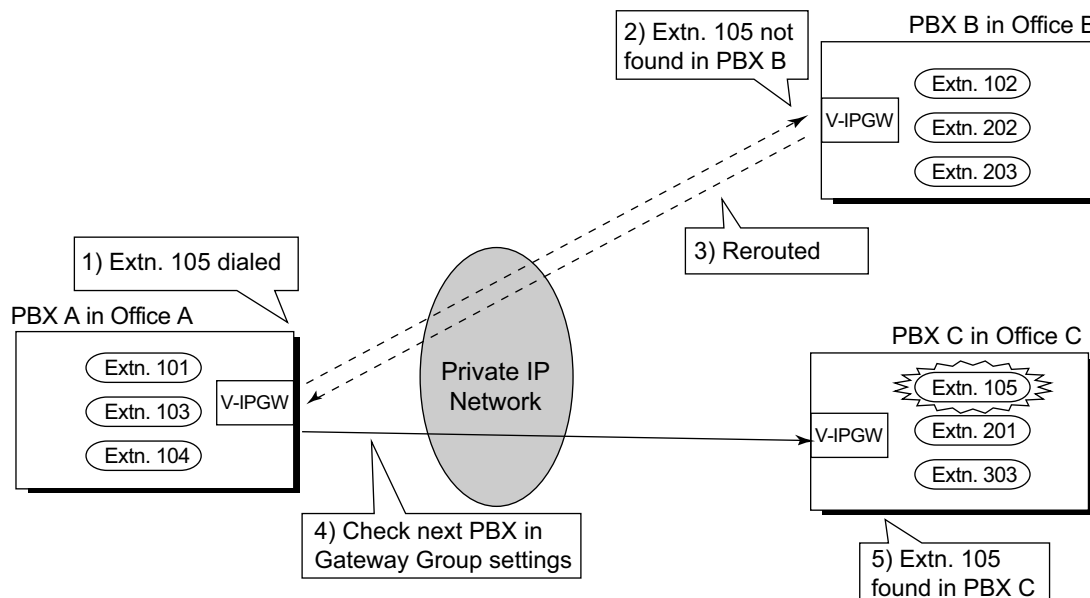 2) Extn. 105 not
found in PBX B
PBX B in Office B
V-IPGW
Extn. 102
Extn. 202
Extn. 203
3) Rerouted
1) Extn. 105 dialed
PBX A in Office A
Extn. 101
Extn. 103
Extn. 104
V-IPGW
Private IP
Network
PBX C in Office C
V-IPGW
Extn. 105
Extn. 201
Extn. 303
4) Check next PBX in
Gateway Group settings
5) Extn. 105
found in PBX C